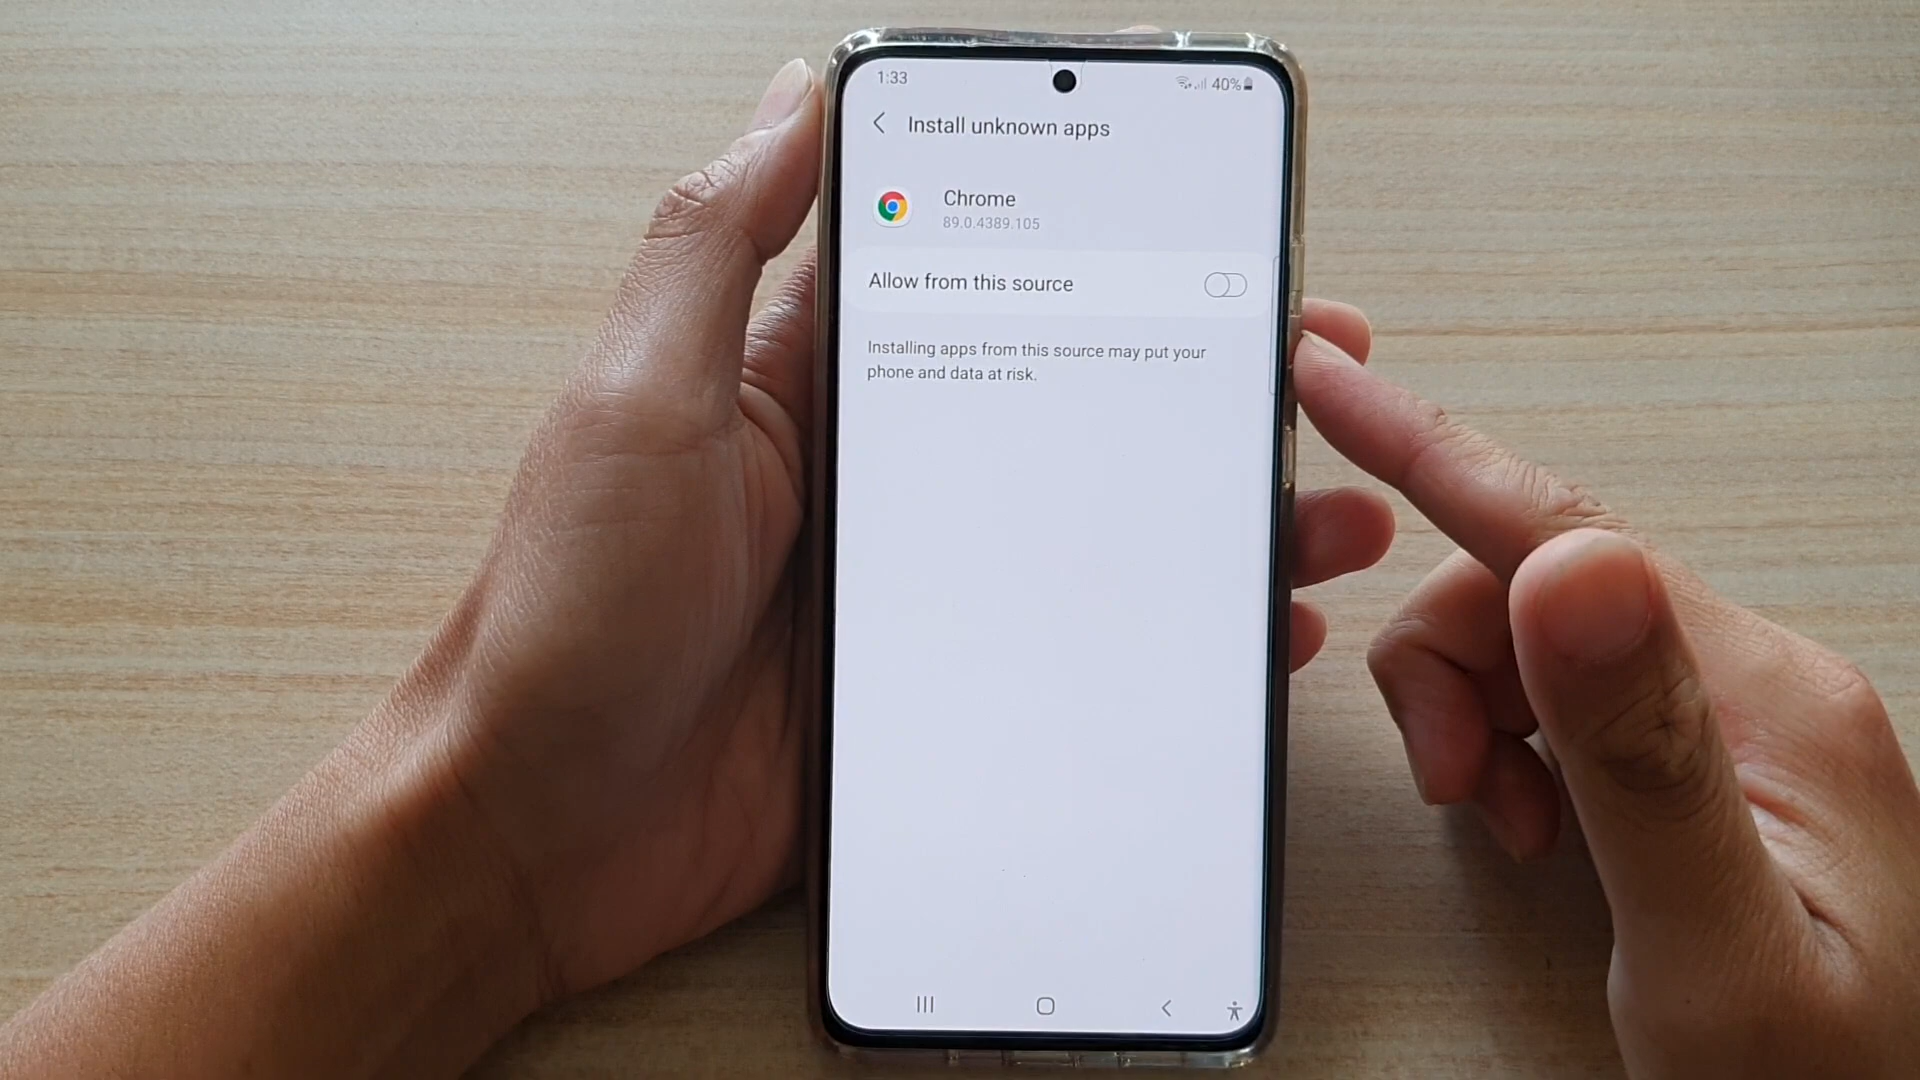 1:33
40%
Install unknown apps
Chrome
89.0.4389.105
Allow from this source
Installing apps from this source may put your
phone and data at risk.